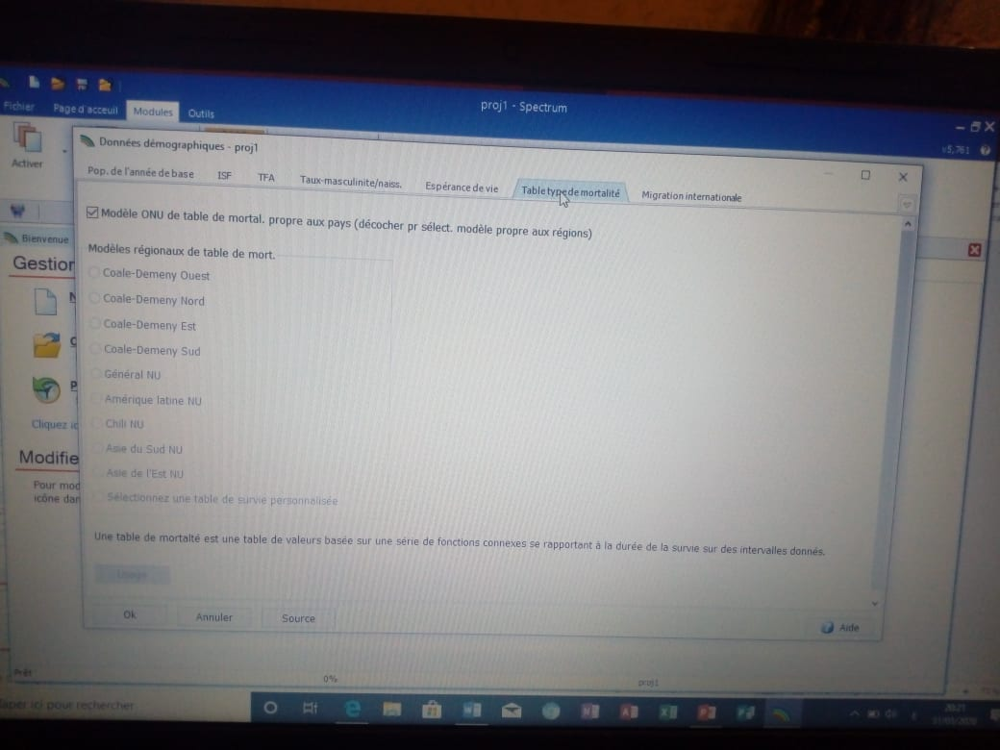 proj1 - Spectrum
Fichier Page d'acceuil Modules Outils
v5,761
Activer
Données démographiques - proj1
Pop. de l'année de base ISF TFA Taux-masculinite/naiss. Espérance de vie Table type de mortalité Migration internationale
Modèle ONU de table de mortal. propre aux pays (décocher pr sélect. modèle propre aux régions)
Modèles régionaux de table de mort.
Coale-Demeny Ouest
Coale-Demeny Nord
Coale-Demeny Est
Coale-Demeny Sud
Général NU
Amérique latine NU
Chili NU
Asie du Sud NU
Asie de l'Est NU
Sélectionnez une table de survie personnalisée
Une table de mortalté est une table de valeurs basée sur une série de fonctions connexes se rapportant à la durée de la survie sur des intervalles donnés.
Ok Annuler Source Aide
Bienvenue
Gestion
N
P
Cliquez ic
Modifie
Pour mod
icône dan
Prêt 0% proj1
aper ici pour rechercher
20:21